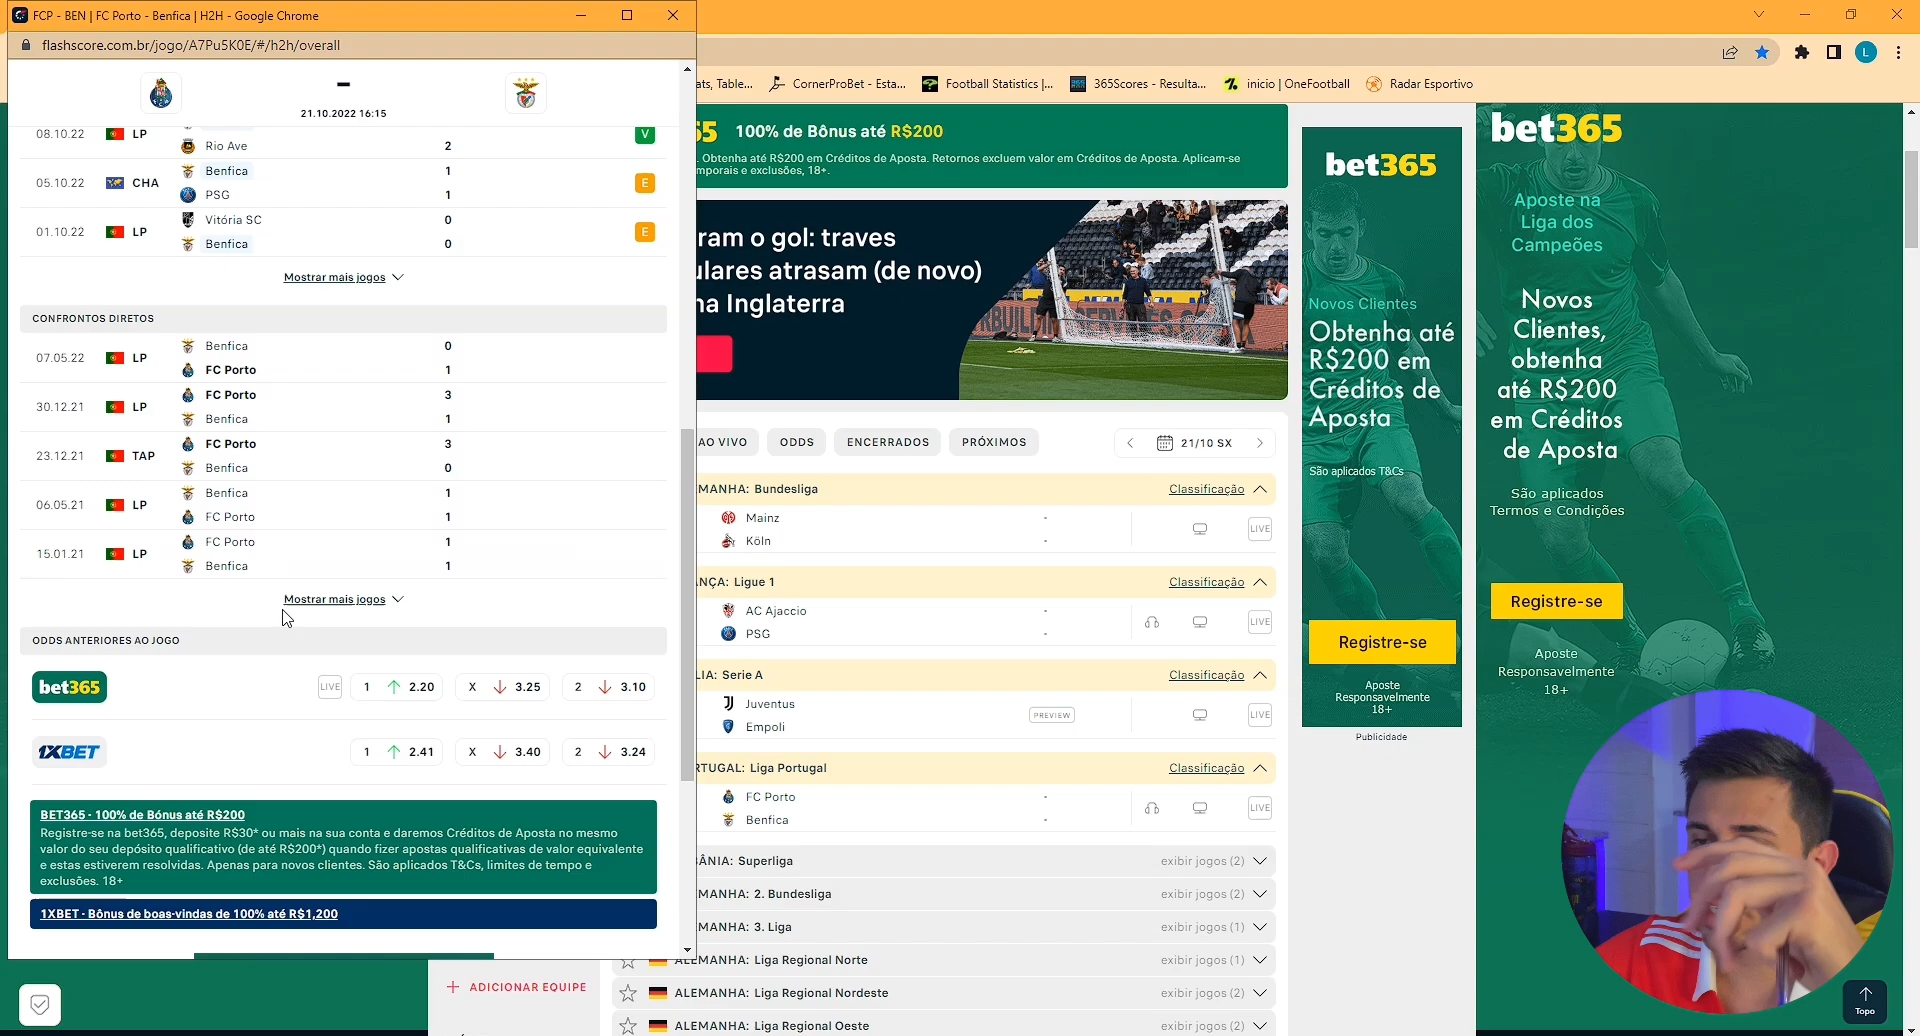 FCP - BEN | FC Porto - Benfica | H2H - Google Chrome
flashscore.com.br/jogo/A7Pu5K0E/#/h2h/overall
-
21.10.2022 16:15
08.10.22 LP V
Rio Ave 2
05.10.22 CHA Benfica 1 E
PSG 1
01.10.22 LP Vitória SC 0 E
Benfica 0
Mostrar mais jogos
CONFRONTOS DIRETOS
07.05.22 LP Benfica 0
FC Porto 1
30.12.21 LP FC Porto 3
Benfica 1
23.12.21 TAP FC Porto 3
Benfica 0
06.05.21 LP Benfica 1
FC Porto 1
15.01.21 LP FC Porto 1
Benfica 1
Mostrar mais jogos
ODDS ANTERIORES AO JOGO
bet365 LIVE 1 2.20 X 3.25 2 3.10
1XBET 1 2.41 X 3.40 2 3.24
BET365 - 100% de Bónus até R$200
Registre-se na bet365, deposite R$30* ou mais na sua conta e daremos Créditos de Aposta no mesmo
valor do seu depósito qualificativo (de até R$200*) quando fizer apostas qualificativas de valor equivalente
e estas estiverem resolvidas. Apenas para novos clientes. São aplicados T&Cs, limites de tempo e
exclusões. 18+
1XBET - Bônus de boas-vindas de 100% até R$1,200
ats, Table... CornerProBet - Esta... Football Statistics |... 365Scores - Resulta... inicio | OneFootball Radar Esportivo
L
65 100% de Bônus até R$200
. Obtenha até R$200 em Créditos de Aposta. Retornos excluem valor em Créditos de Aposta. Aplicam-se
mporais e exclusões, 18+.
ram o gol: traves
ulares atrasam (de novo)
na Inglaterra
AO VIVO ODDS ENCERRADOS PRÓXIMOS 21/10 SX
MANHA: Bundesliga Classificação
Mainz -
Köln -
LIVE
NÇA: Ligue 1 Classificação
AC Ajaccio -
PSG -
LIVE
LIA: Serie A Classificação
Juventus
Empoli
PREVIEW LIVE
RTUGAL: Liga Portugal Classificação
FC Porto -
Benfica -
LIVE
ÂNIA: Superliga exibir jogos (2)
MANHA: 2. Bundesliga exibir jogos (2)
MANHA: 3. Liga exibir jogos (1)
ALEMANHA: Liga Regional Norte exibir jogos (1)
ALEMANHA: Liga Regional Nordeste exibir jogos (2)
ALEMANHA: Liga Regional Oeste exibir jogos (2)
ADICIONAR EQUIPE
bet365
Novos Clientes
Obtenha até
R$200 em
Créditos de
Aposta
São aplicados T&Cs
Registre-se
Aposte
Responsavelmente
18+
Publicidade
bet365
Aposte na
Liga dos
Campeões
Novos
Clientes,
obtenha
até R$200
em Créditos
de Aposta
São aplicados
Termos e Condições
Registre-se
Aposte
Responsavelmente
18+
Topo